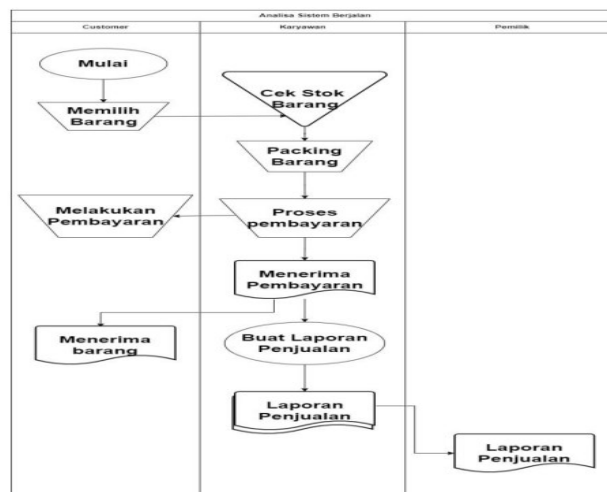 Analisa Sistem Berjalan
Customer
Karyawan
Pemilik
Mulai
Cek Stok
Barang
Memilih
Barang
Packing
Barang
Melakukan
Pembayaran
Proses
pembayaran
Menerima
Pembayaran
Menerima
barang
Buat Laporan
Penjualan
Laporan
Penjualan
Laporan
Penjualan